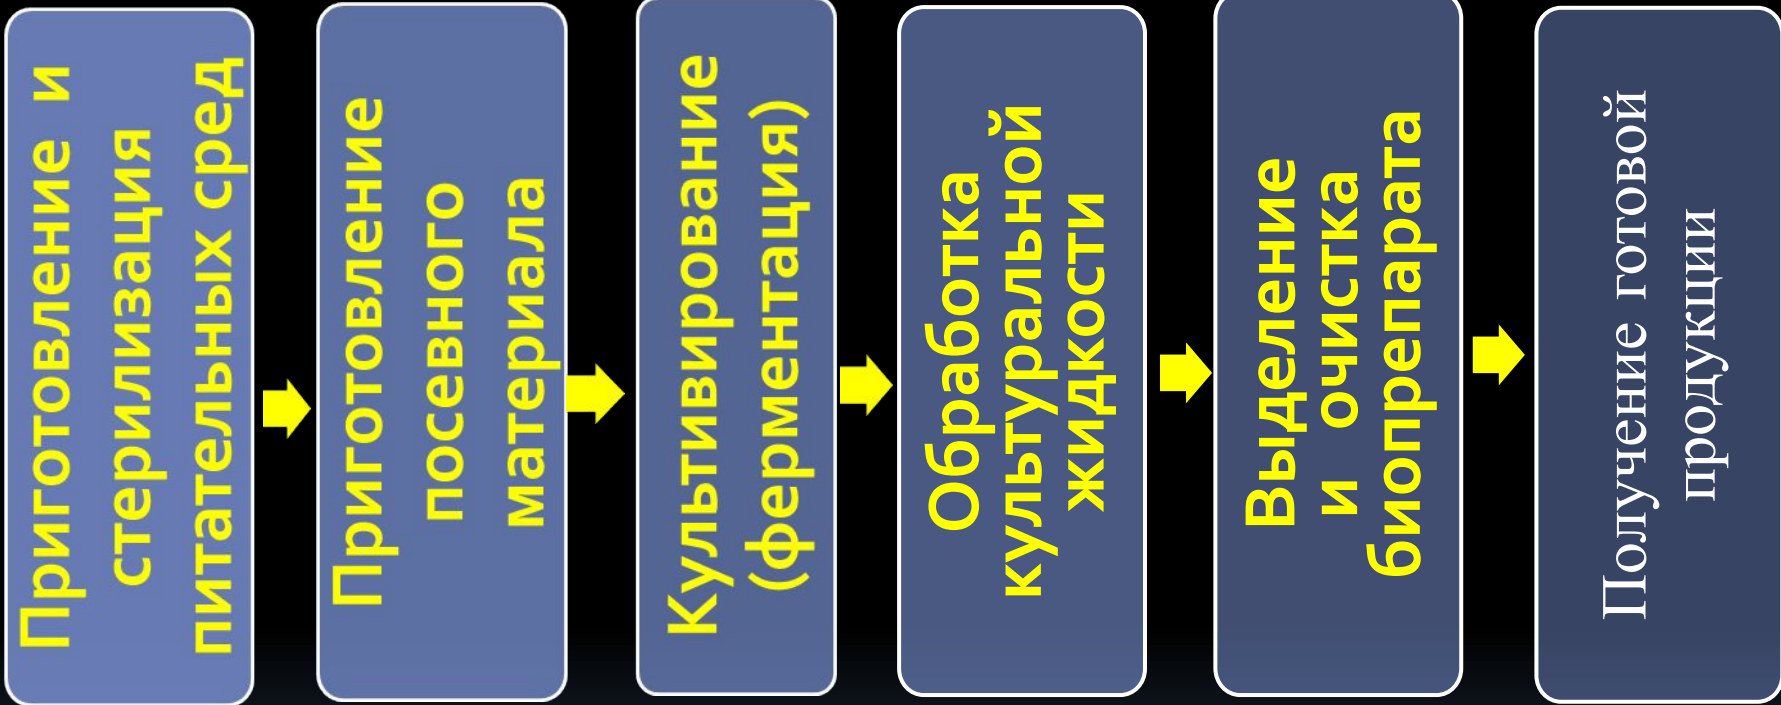 Приготовление и
стерилизация
питательных сред
Приготовление
посевного
материала
Культивирование
(ферментация)
Обработка
культуральной
жидкости
Выделение
и очистка
биопрепарата
Получение готовой
продукции